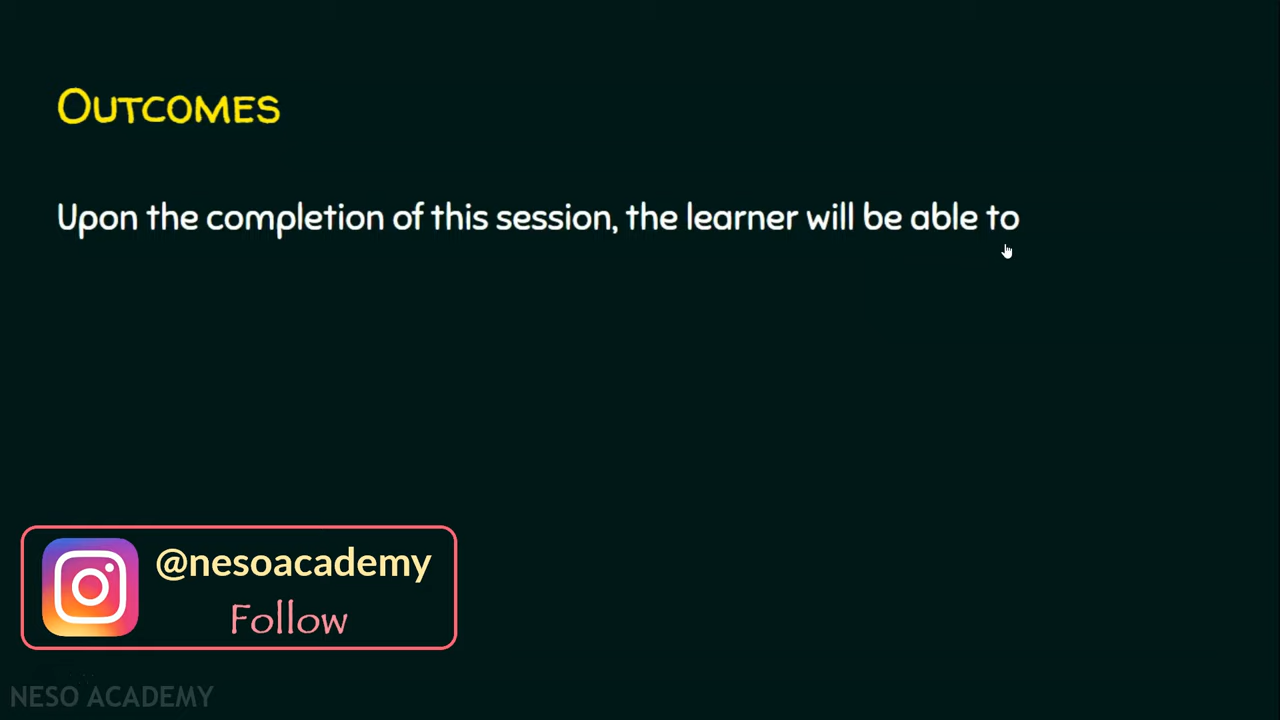 Outcomes
Upon the completion of this session, the learner will be able to
@nesoacademy
Follow
NESO ACADEMY